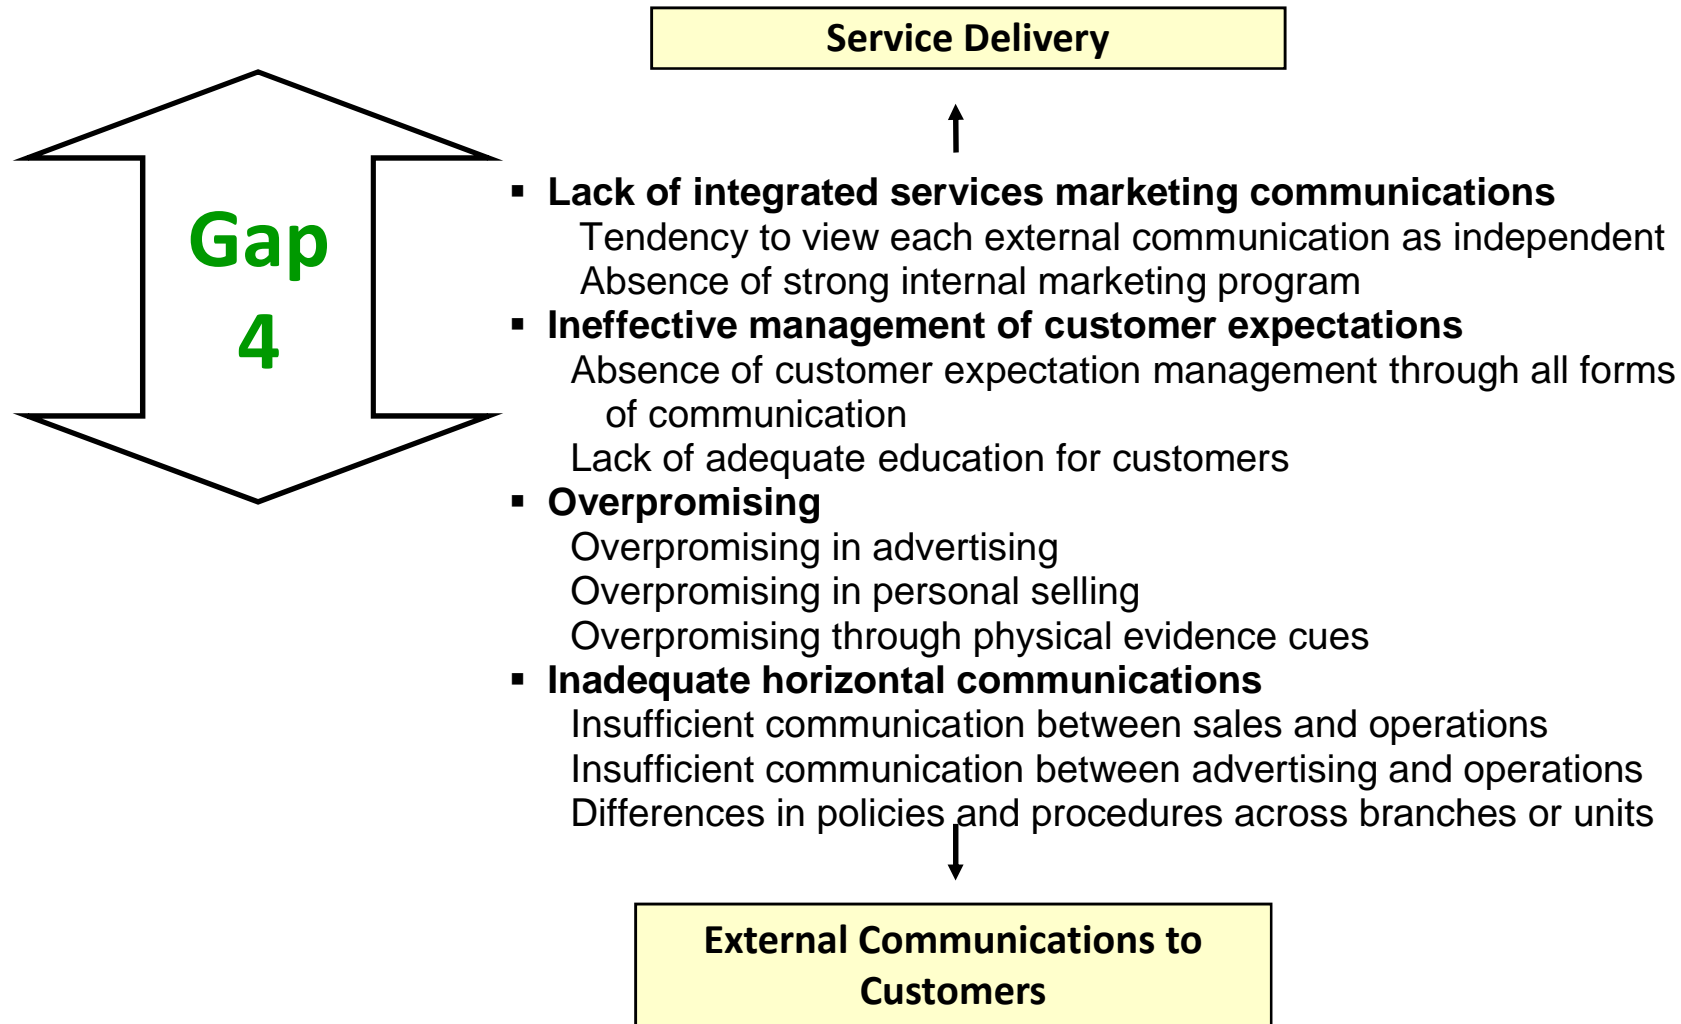 Service Delivery
Gap
4
▪ Lack of integrated services marketing communications
Tendency to view each external communication as independent
Absence of strong internal marketing program
▪ Ineffective management of customer expectations
Absence of customer expectation management through all forms
of communication
Lack of adequate education for customers
▪ Overpromising
Overpromising in advertising
Overpromising in personal selling
Overpromising through physical evidence cues
▪ Inadequate horizontal communications
Insufficient communication between sales and operations
Insufficient communication between advertising and operations
Differences in policies and procedures across branches or units
External Communications to
Customers